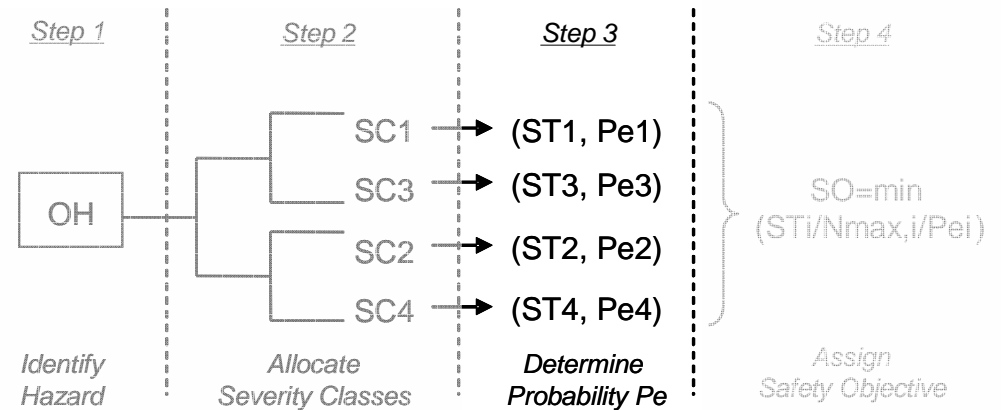 Step 1
Step 2
Step 3
Step 4
OH
SC1
SC3
SC2
SC4
(ST1, Pe1)
(ST3, Pe3)
(ST2, Pe2)
(ST4, Pe4)
SO=min
(STi/Nmax,i/Pei)
Identify
Hazard
Allocate
Severity Classes
Determine
Probability Pe
Assign
Safety Objective